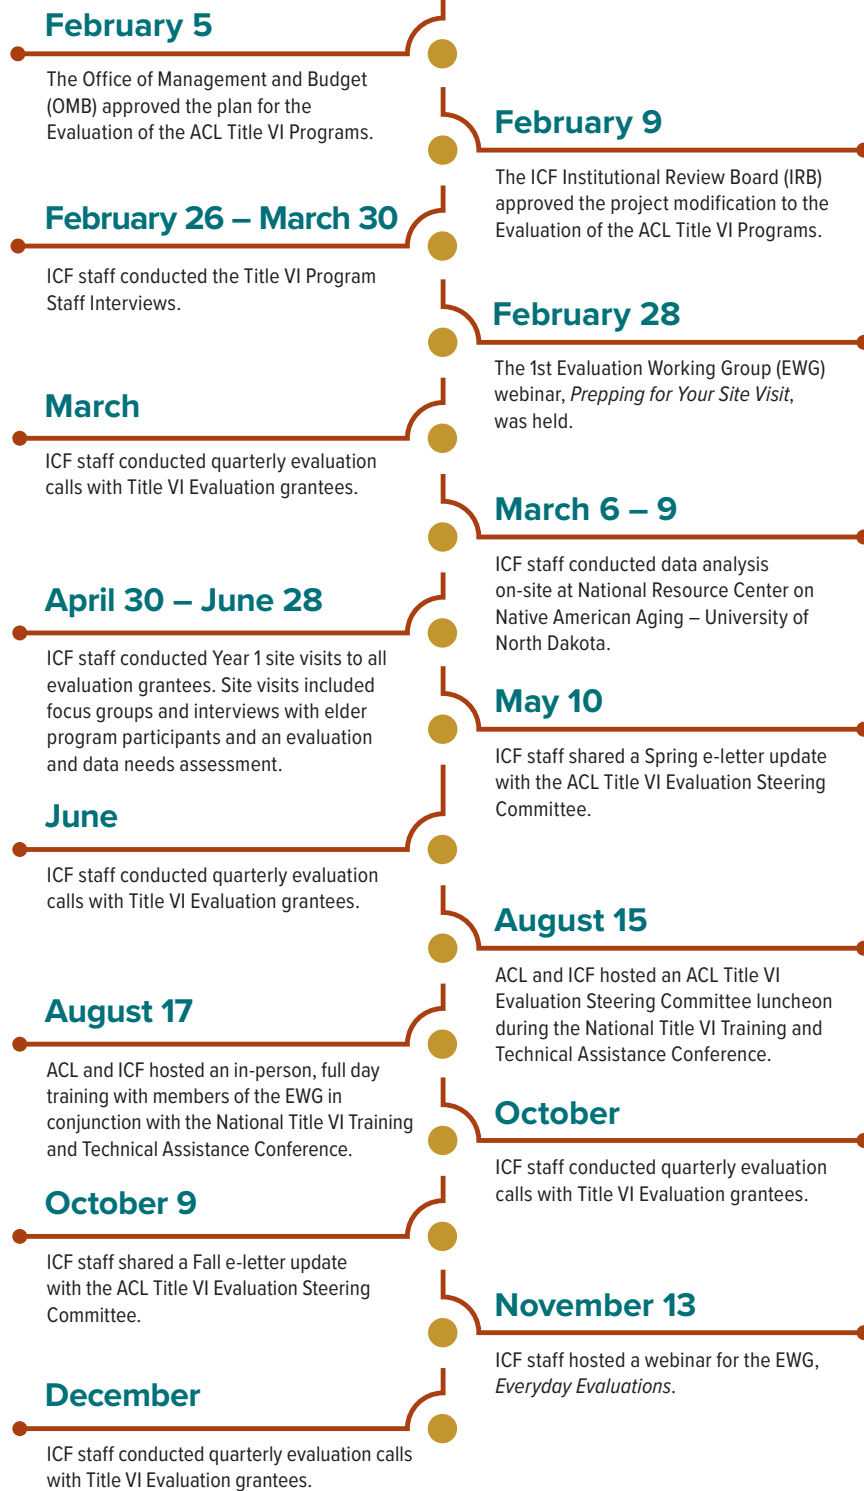 February 5
The Office of Management and Budget
(OMB) approved the plan for the
Evaluation of the ACL Title VI Programs.
February 9
The ICF Institutional Review Board (IRB)
approved the project modification to the
Evaluation of the ACL Title VI Programs.
February 26 – March 30
ICF staff conducted the Title VI Program
Staff Interviews.
February 28
The 1st Evaluation Working Group (EWG)
webinar, Prepping for Your Site Visit,
was held.
March
ICF staff conducted quarterly evaluation
calls with Title VI Evaluation grantees.
March 6 – 9
ICF staff conducted data analysis
on-site at National Resource Center on
Native American Aging – University of
North Dakota.
April 30 – June 28
ICF staff conducted Year 1 site visits to all
evaluation grantees. Site visits included
focus groups and interviews with elder
program participants and an evaluation
and data needs assessment.
May 10
ICF staff shared a Spring e-letter update
with the ACL Title VI Evaluation Steering
Committee.
June
ICF staff conducted quarterly evaluation
calls with Title VI Evaluation grantees.
August 15
ACL and ICF hosted an ACL Title VI
Evaluation Steering Committee luncheon
during the National Title VI Training and
Technical Assistance Conference.
August 17
ACL and ICF hosted an in-person, full day
training with members of the EWG in
conjunction with the National Title VI Training
and Technical Assistance Conference.
October
ICF staff conducted quarterly evaluation
calls with Title VI Evaluation grantees.
October 9
ICF staff shared a Fall e-letter update
with the ACL Title VI Evaluation Steering
Committee.
November 13
ICF staff hosted a webinar for the EWG,
Everyday Evaluations.
December
ICF staff conducted quarterly evaluation calls
with Title VI Evaluation grantees.